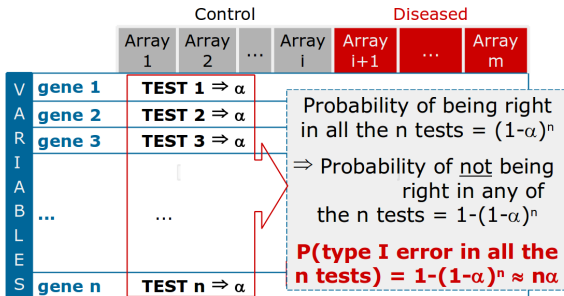 Control Diseased
Array 1 Array 2 ... Array i Array i+1 ... Array m
VARIABLES
gene 1 TEST 1 ⇒ α
gene 2 TEST 2 ⇒ α
gene 3 TEST 3 ⇒ α
... ...
gene n TEST n ⇒ α
Probability of being right
in all the n tests = (1-α)ⁿ
⇒ Probability of not being
right in any of
the n tests = 1-(1-α)ⁿ
P(type I error in all the
n tests) = 1-(1-α)ⁿ ≈ nα